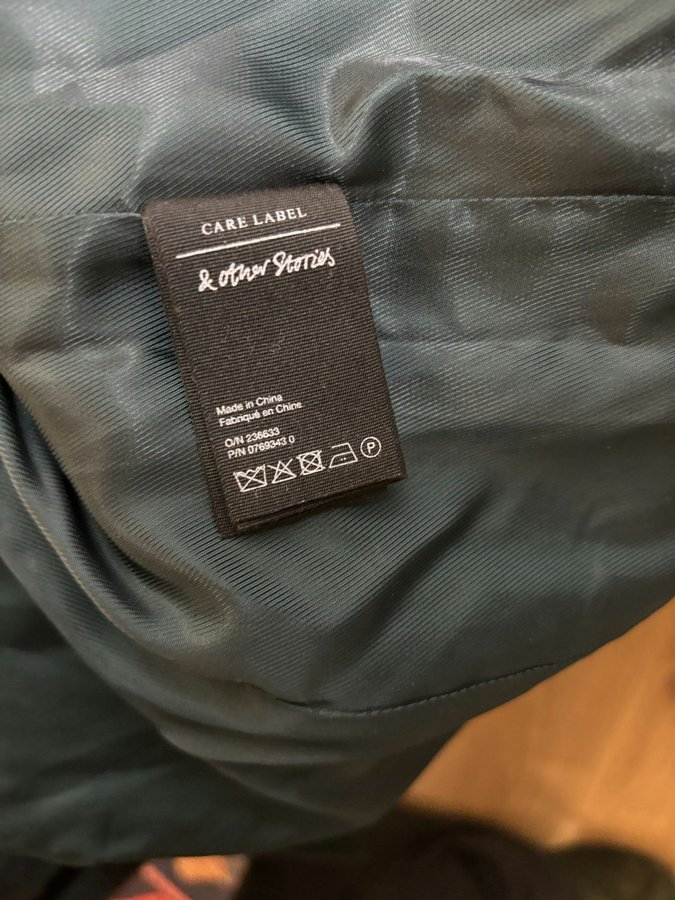 CARE LABEL
& other Stories
Made in China
Fabriqué en Chine
O/N 236633
P/N 0769343 0
P